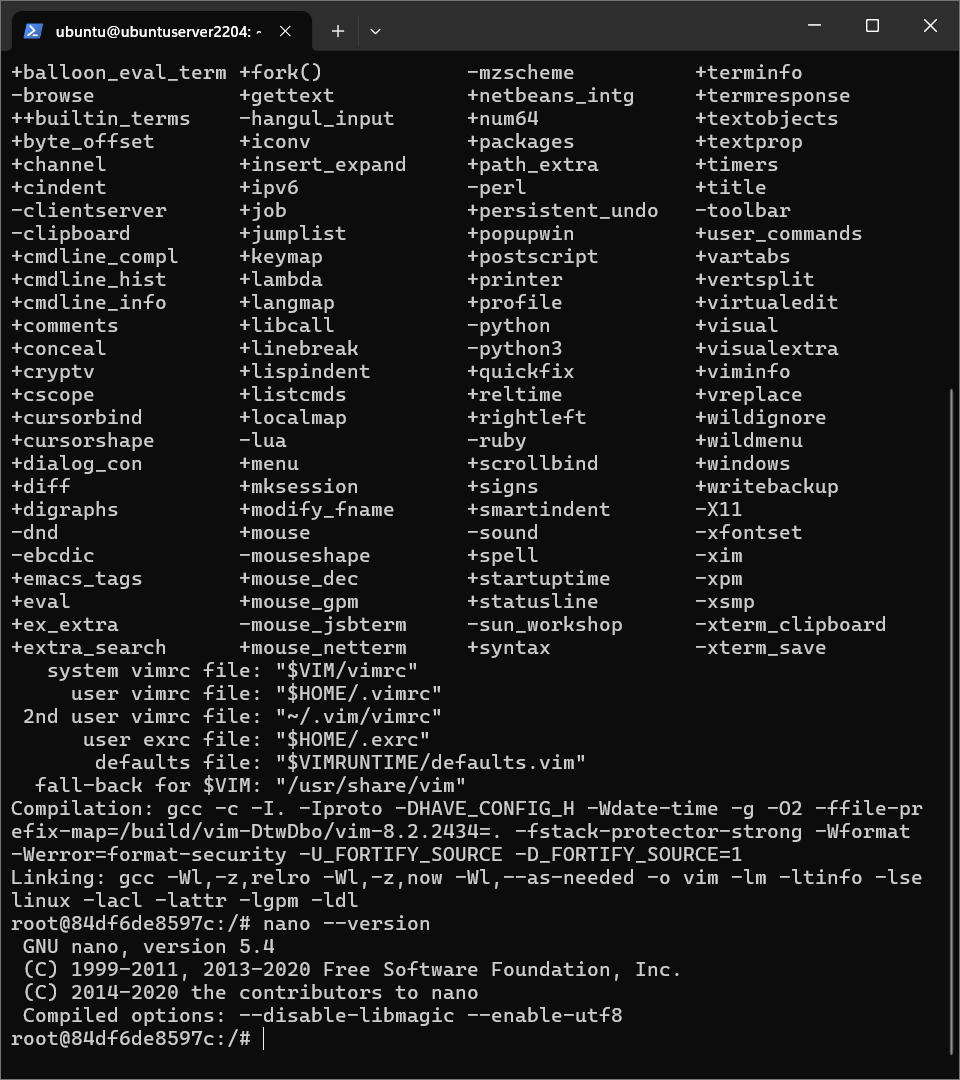 ubuntu@ubuntuserver2204: ~
+balloon_eval_term +fork()            -mzscheme          +terminfo
-browse            +gettext           +netbeans_intg     +termresponse
++builtin_terms    -hangul_input      +num64             +textobjects
+byte_offset       +iconv             +packages          +textprop
+channel           +insert_expand     +path_extra        +timers
+cindent           +ipv6              -perl              +title
-clientserver      +job               +persistent_undo   -toolbar
-clipboard         +jumplist          +popupwin          +user_commands
+cmdline_compl     +keymap            +postscript        +vartabs
+cmdline_hist      +lambda            +printer           +vertsplit
+cmdline_info      +langmap           +profile           +virtualedit
+comments          +libcall           -python            +visual
+conceal           +linebreak         -python3           +visualextra
+cryptv            +lispindent        +quickfix          +viminfo
+cscope            +listcmds          +reltime           +vreplace
+cursorbind        +localmap          +rightleft         +wildignore
+cursorshape       -lua               -ruby              +wildmenu
+dialog_con        +menu              +scrollbind        +windows
+diff              +mksession         +signs             +writebackup
+digraphs          +modify_fname      +smartindent       -X11
-dnd               +mouse             -sound             -xfontset
-ebcdic            -mouseshape        +spell             -xim
+emacs_tags        +mouse_dec         +startuptime       -xpm
+eval              +mouse_gpm         +statusline        -xsmp
+ex_extra          -mouse_jsbterm     -sun_workshop      -xterm_clipboard
+extra_search      +mouse_netterm     +syntax            -xterm_save
   system vimrc file: "$VIM/vimrc"
     user vimrc file: "$HOME/.vimrc"
 2nd user vimrc file: "~/.vim/vimrc"
      user exrc file: "$HOME/.exrc"
       defaults file: "$VIMRUNTIME/defaults.vim"
  fall-back for $VIM: "/usr/share/vim"
Compilation: gcc -c -I. -Iproto -DHAVE_CONFIG_H -Wdate-time -g -O2 -ffile-pr
efix-map=/build/vim-DtwDbo/vim-8.2.2434=. -fstack-protector-strong -Wformat
-Werror=format-security -U_FORTIFY_SOURCE -D_FORTIFY_SOURCE=1
Linking: gcc -Wl,-z,relro -Wl,-z,now -Wl,--as-needed -o vim -lm -ltinfo -lse
linux -lacl -lattr -lgpm -ldl
root@84df6de8597c:/# nano --version
 GNU nano, version 5.4
 (C) 1999-2011, 2013-2020 Free Software Foundation, Inc.
 (C) 2014-2020 the contributors to nano
 Compiled options: --disable-libmagic --enable-utf8
root@84df6de8597c:/#